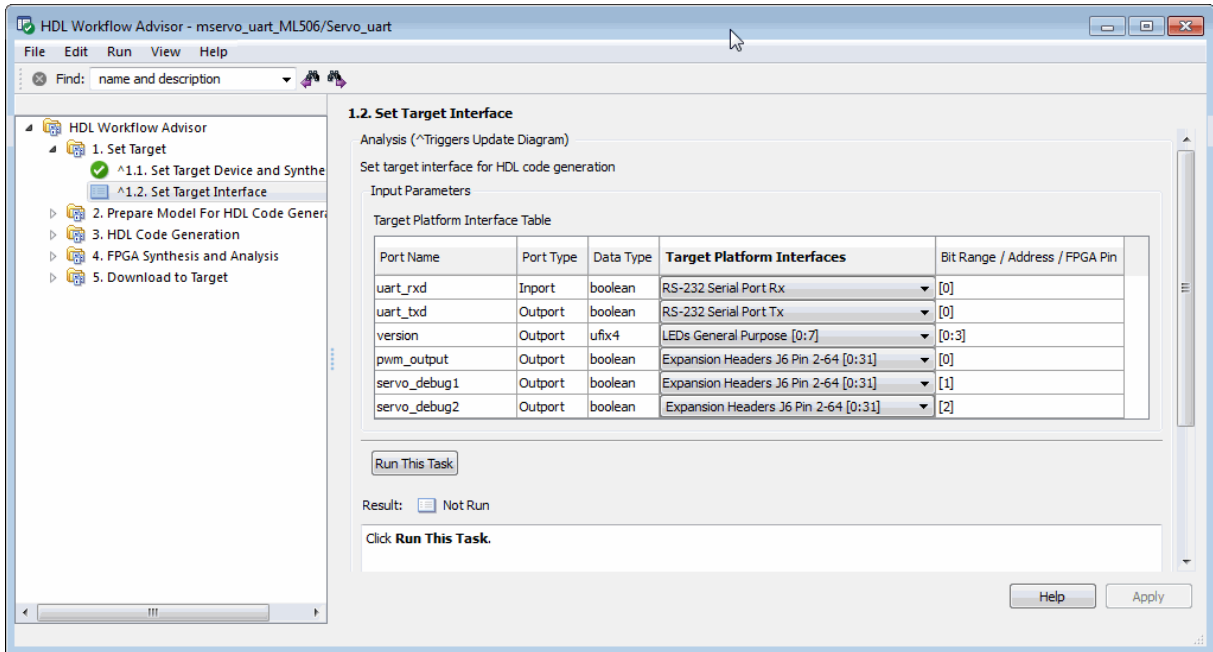 HDL Workflow Advisor - mservo_uart_ML506/Servo_uart
File Edit Run View Help
Find: name and description
HDL Workflow Advisor
1. Set Target
^1.1. Set Target Device and Synthe
^1.2. Set Target Interface
2. Prepare Model For HDL Code Genera
3. HDL Code Generation
4. FPGA Synthesis and Analysis
5. Download to Target
1.2. Set Target Interface
Analysis (^Triggers Update Diagram)
Set target interface for HDL code generation
Input Parameters
Target Platform Interface Table
Port Name Port Type Data Type Target Platform Interfaces Bit Range / Address / FPGA Pin
uart_rxd Inport boolean RS-232 Serial Port Rx [0]
uart_txd Outport boolean RS-232 Serial Port Tx [0]
version Outport ufix4 LEDs General Purpose [0:7] [0:3]
pwm_output Outport boolean Expansion Headers J6 Pin 2-64 [0:31] [0]
servo_debug1 Outport boolean Expansion Headers J6 Pin 2-64 [0:31] [1]
servo_debug2 Outport boolean Expansion Headers J6 Pin 2-64 [0:31] [2]
Run This Task
Result: Not Run
Click Run This Task.
Help Apply